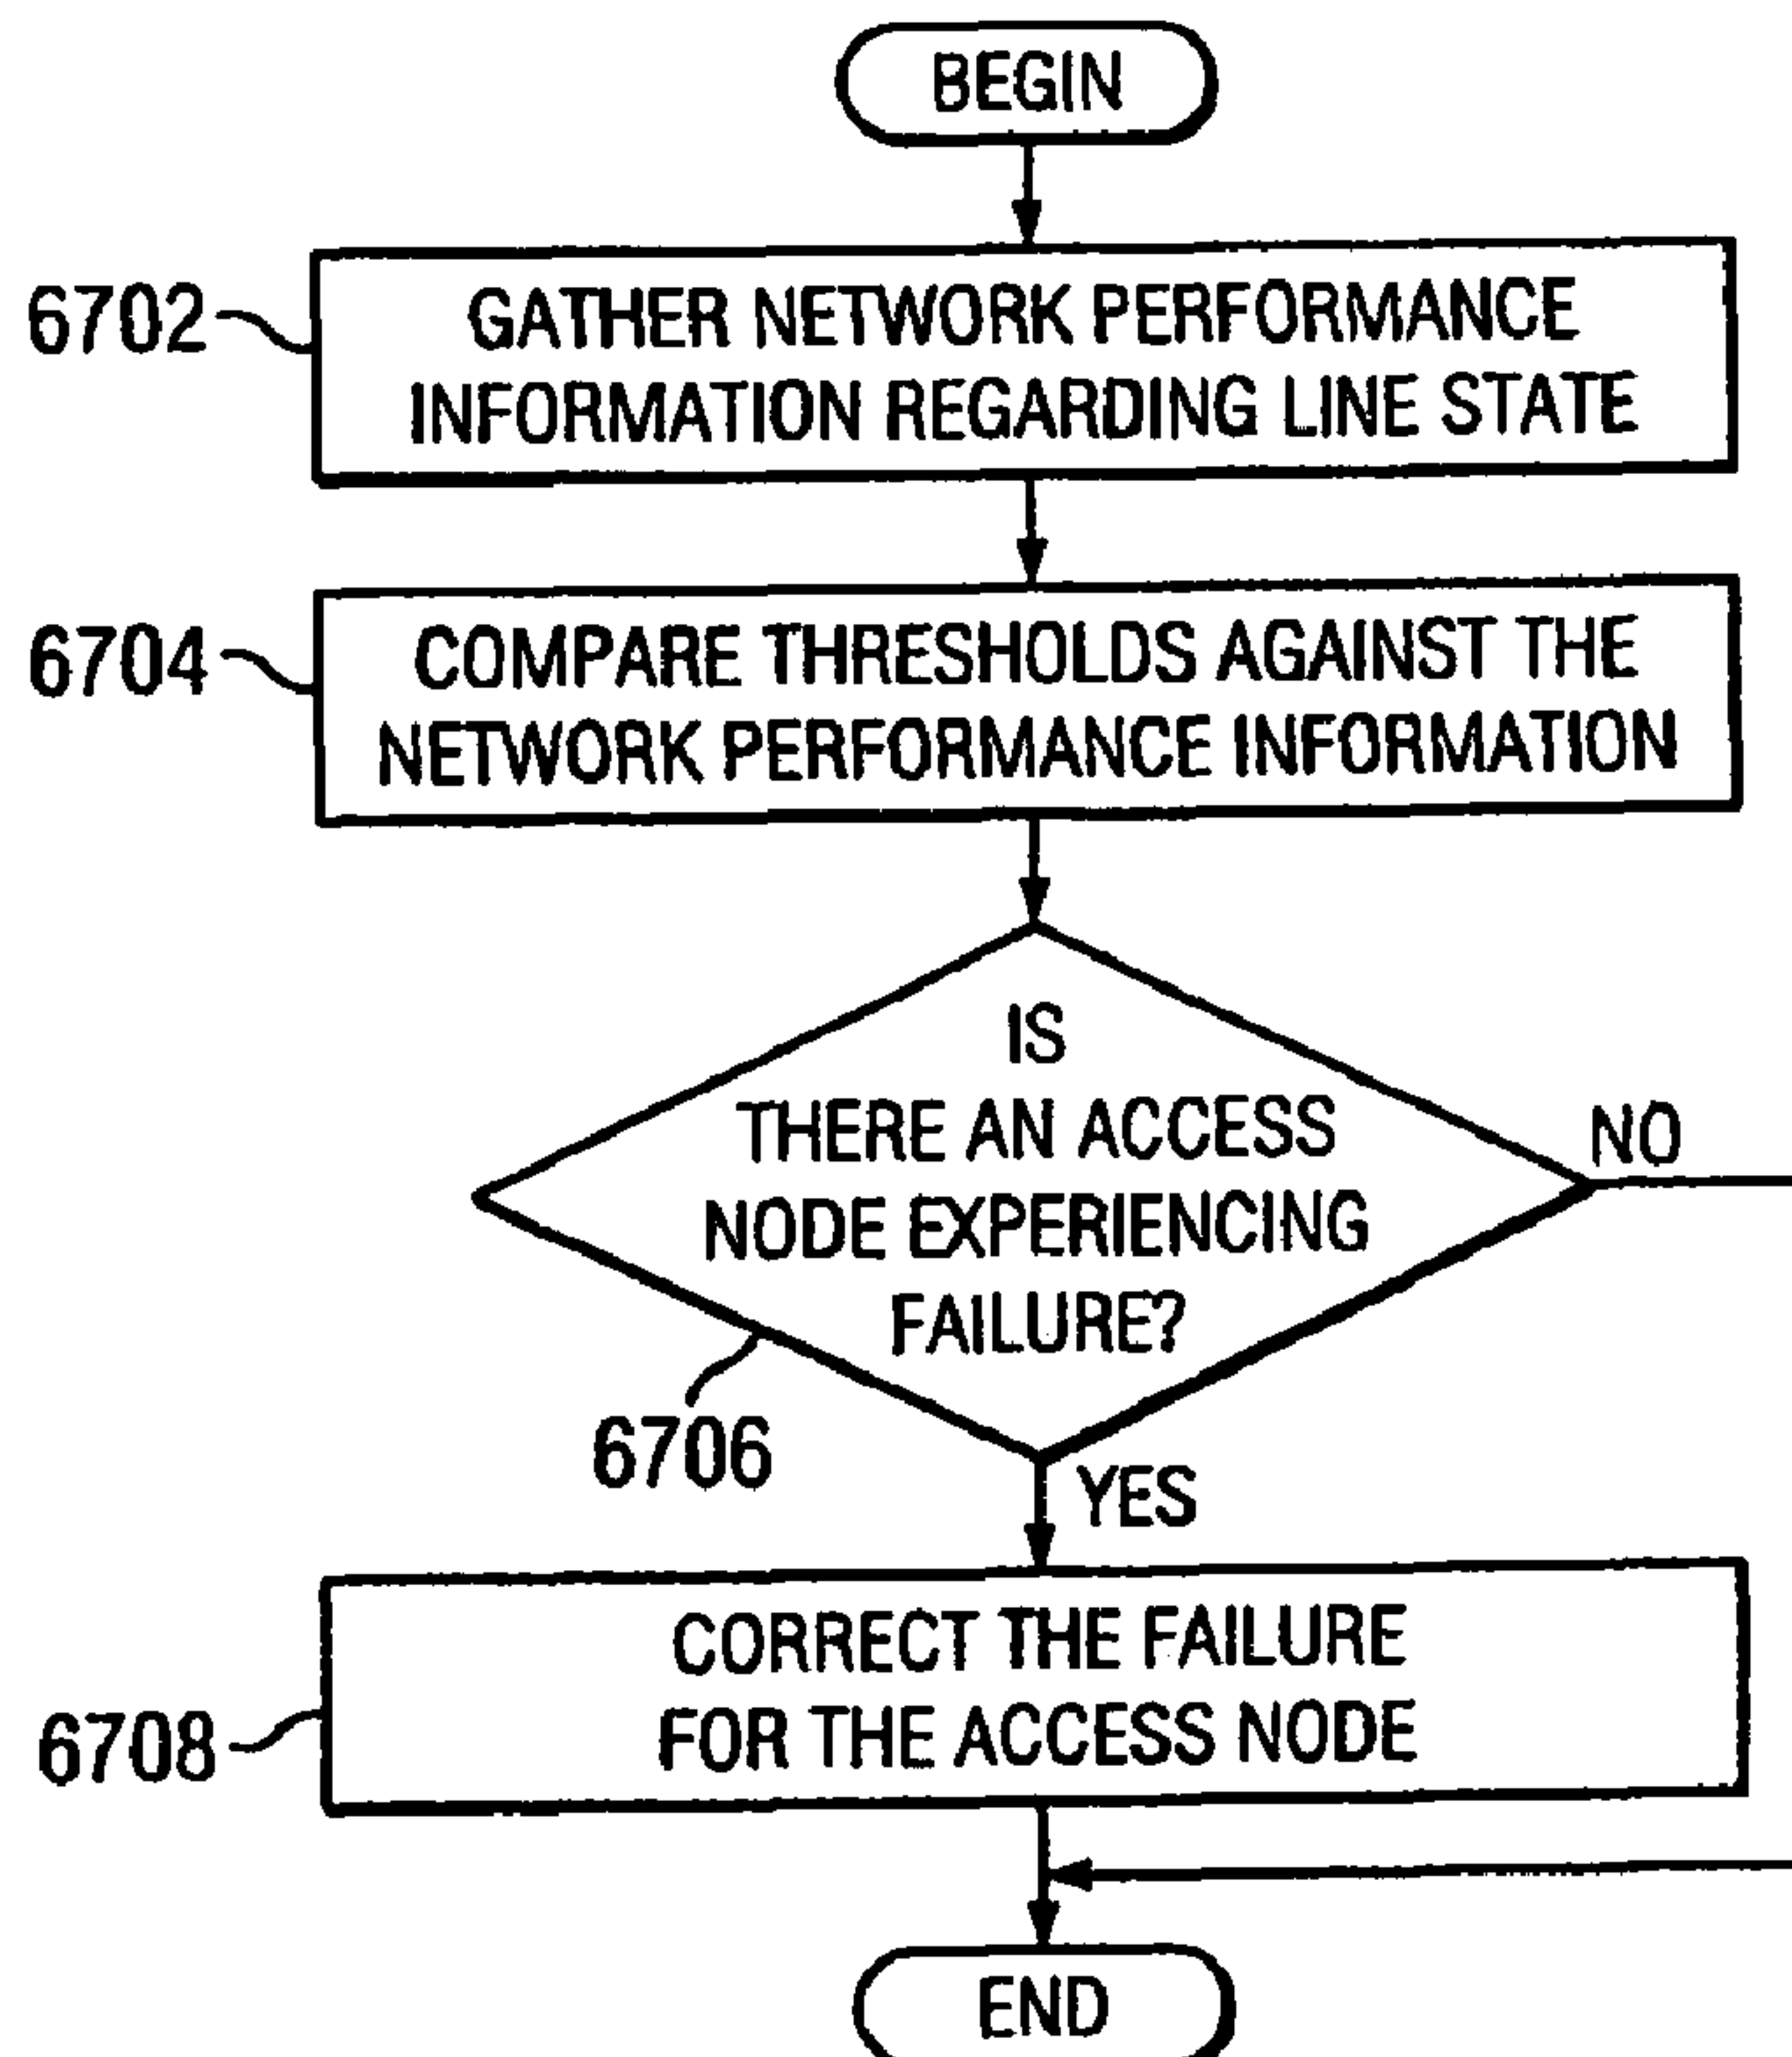 BEGIN
6702
GATHER NETWORK PERFORMANCE
INFORMATION REGARDING LINE STATE
6704
COMPARE THRESHOLDS AGAINST THE
NETWORK PERFORMANCE INFORMATION
IS
THERE AN ACCESS
NODE EXPERIENCING
FAILURE?
NO
6706
YES
6708
CORRECT THE FAILURE
FOR THE ACCESS NODE
END